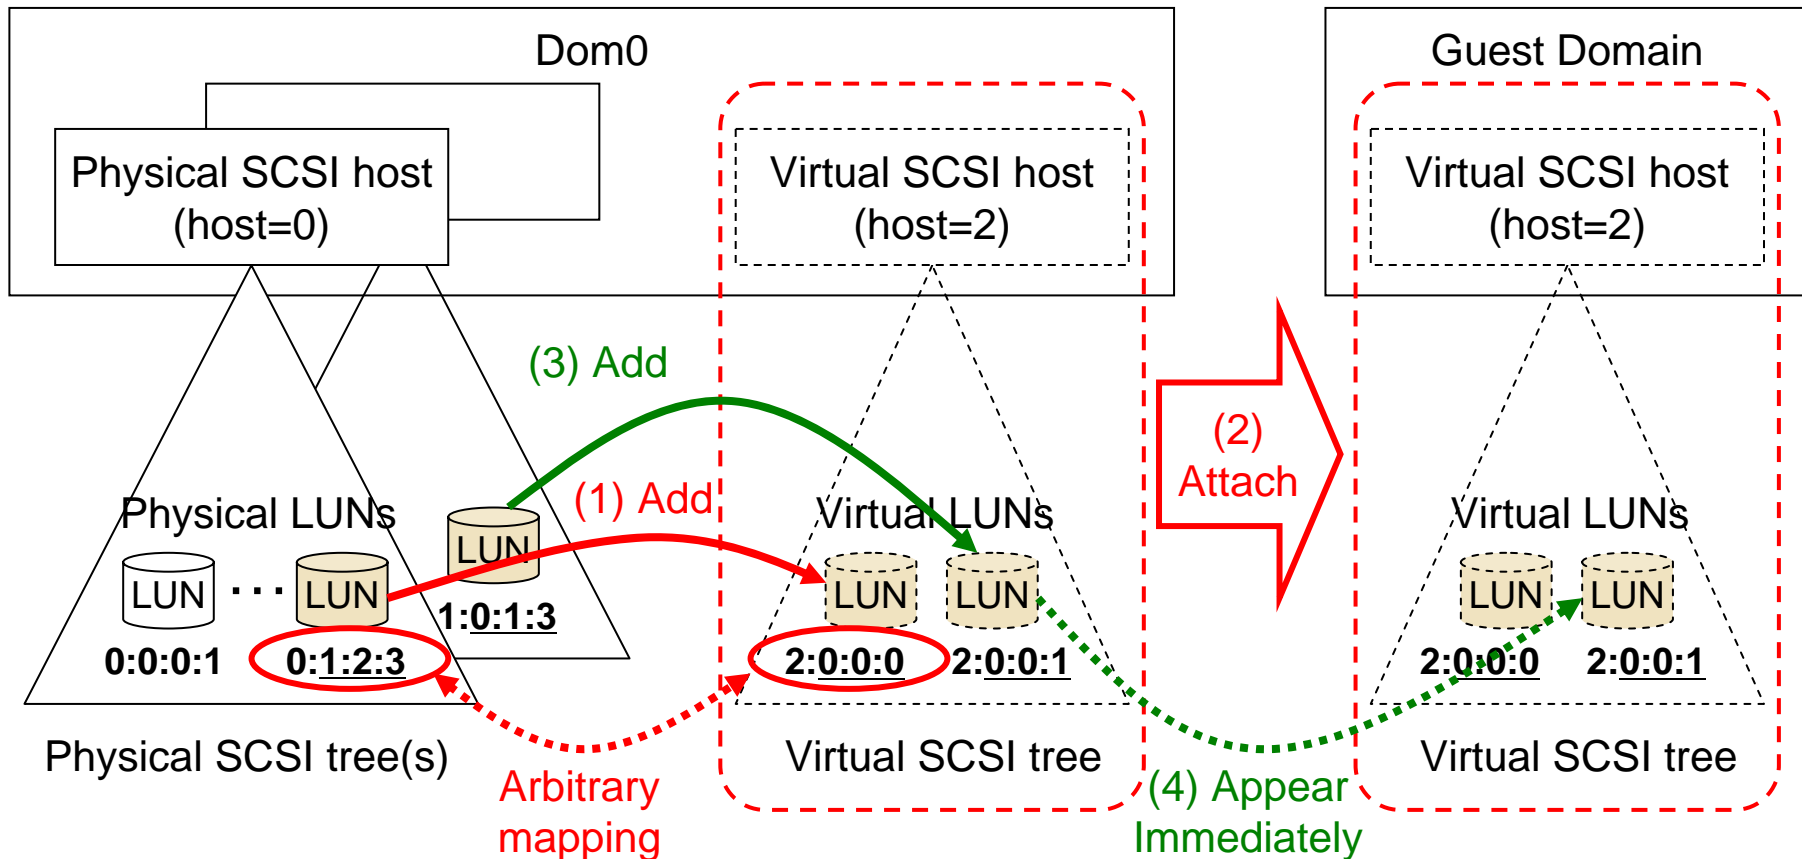 Dom0
Guest Domain
Physical SCSI host
(host=0)
Virtual SCSI host
(host=2)
Virtual SCSI host
(host=2)
(3) Add
(2)
Attach
(1) Add
Physical LUNs
Virtual LUNs
Virtual LUNs
LUN
LUN
LUN
LUN
LUN
LUN
LUN
...
1:0:1:3
0:0:0:1
0:1:2:3
2:0:0:0
2:0:0:1
2:0:0:0
2:0:0:1
Physical SCSI tree(s)
Virtual SCSI tree
Virtual SCSI tree
Arbitrary
mapping
(4) Appear
Immediately